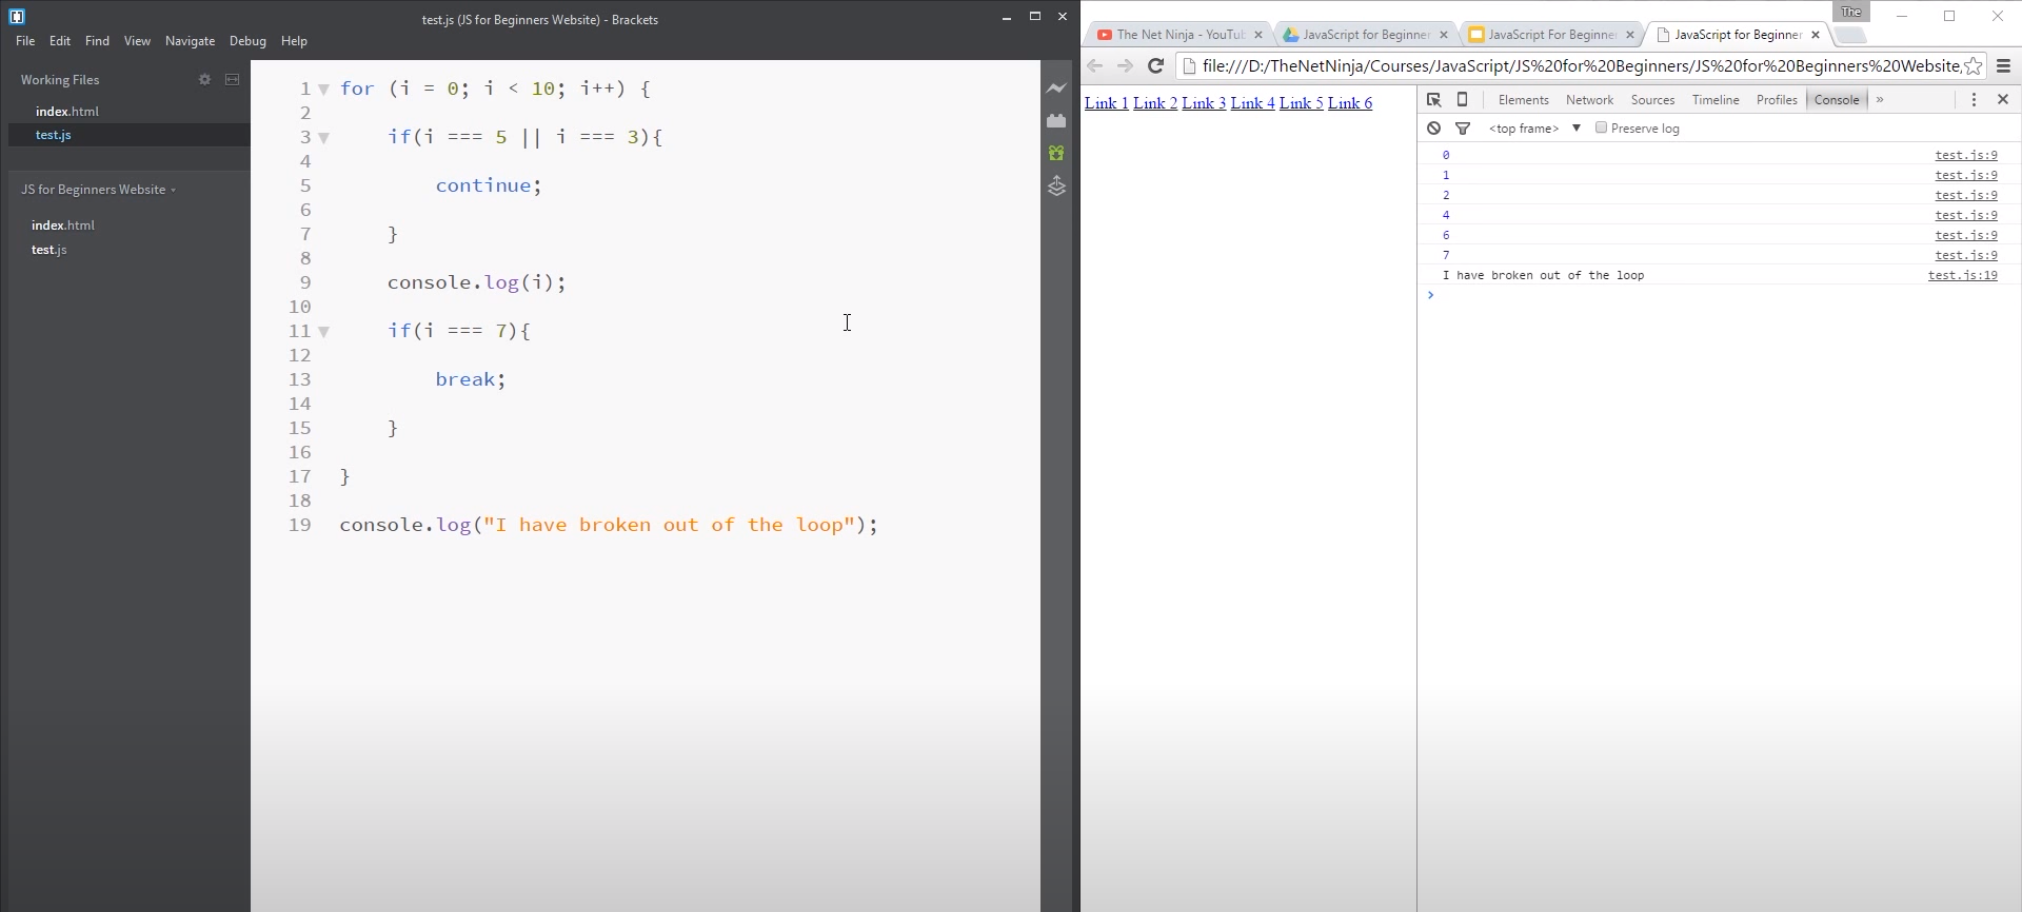 test.js (JS for Beginners Website) - Brackets
File Edit Find View Navigate Debug Help
Working Files
index.html
test.js
JS for Beginners Website
index.html
test.js
1 for (i = 0; i < 10; i++) {
2
3 if(i === 5 || i === 3){
4
5 continue;
6
7 }
8
9 console.log(i);
10
11 if(i === 7){
12
13 break;
14
15 }
16
17 }
18
19 console.log("I have broken out of the loop");
The
The Net Ninja - YouTub JavaScript for Beginner JavaScript For Beginner JavaScript for Beginner
file:///D:/TheNetNinja/Courses/JavaScript/JS%20for%20Beginners/JS%20for%20Beginners%20Website,
Link 1 Link 2 Link 3 Link 4 Link 5 Link 6
Elements Network Sources Timeline Profiles Console »
<top frame> ▼ Preserve log
0 test.js:9
1 test.js:9
2 test.js:9
4 test.js:9
6 test.js:9
7 test.js:9
I have broken out of the loop test.js:19
>